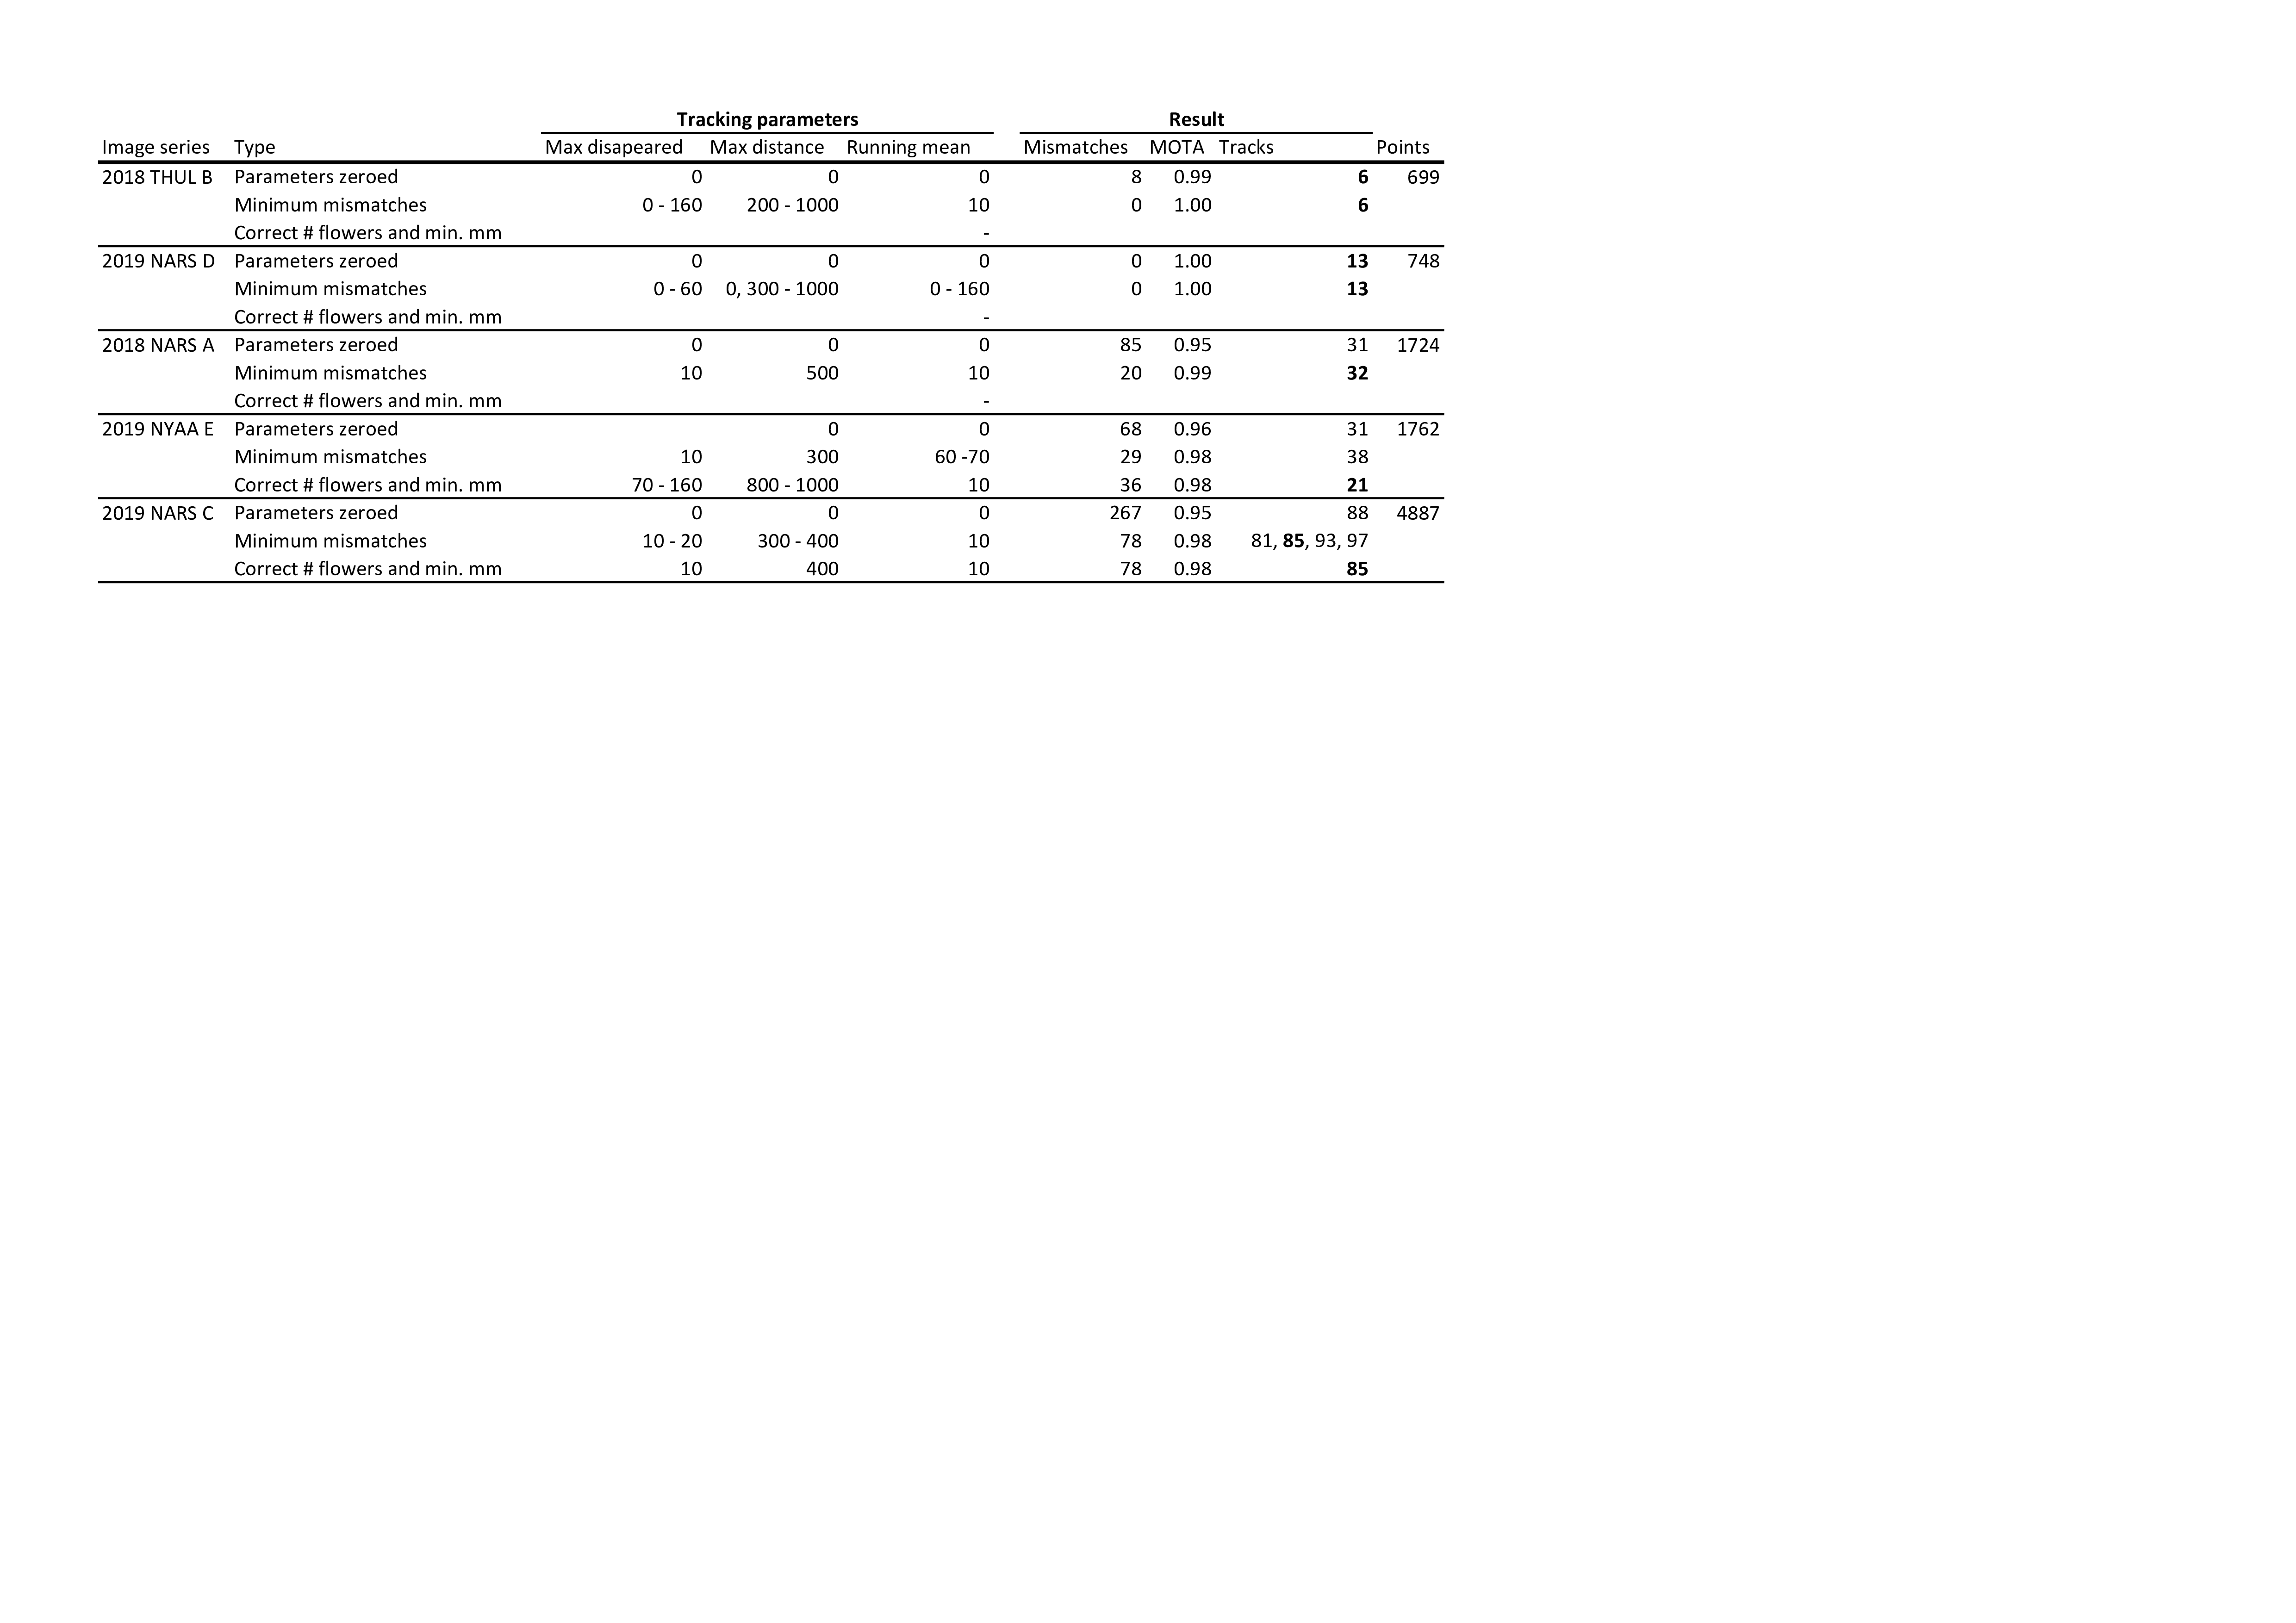 Tracking parameters Result
Image series Type Max disapeared Max distance Running mean Mismatches MOTA Tracks Points
2018 THUL B Parameters zeroed 0 0 0 8 0.99 6 699
Minimum mismatches 0 - 160 200 - 1000 10 0 1.00 6
Correct # flowers and min. mm -
2019 NARS D Parameters zeroed 0 0 0 0 1.00 13 748
Minimum mismatches 0 - 60 0, 300 - 1000 0 - 160 0 1.00 13
Correct # flowers and min. mm -
2018 NARS A Parameters zeroed 0 0 0 85 0.95 31 1724
Minimum mismatches 10 500 10 20 0.99 32
Correct # flowers and min. mm -
2019 NYAA E Parameters zeroed 0 0 68 0.96 31 1762
Minimum mismatches 10 300 60 -70 29 0.98 38
Correct # flowers and min. mm 70 - 160 800 - 1000 10 36 0.98 21
2019 NARS C Parameters zeroed 0 0 0 267 0.95 88 4887
Minimum mismatches 10 - 20 300 - 400 10 78 0.98 81, 85, 93, 97
Correct # flowers and min. mm 10 400 10 78 0.98 85